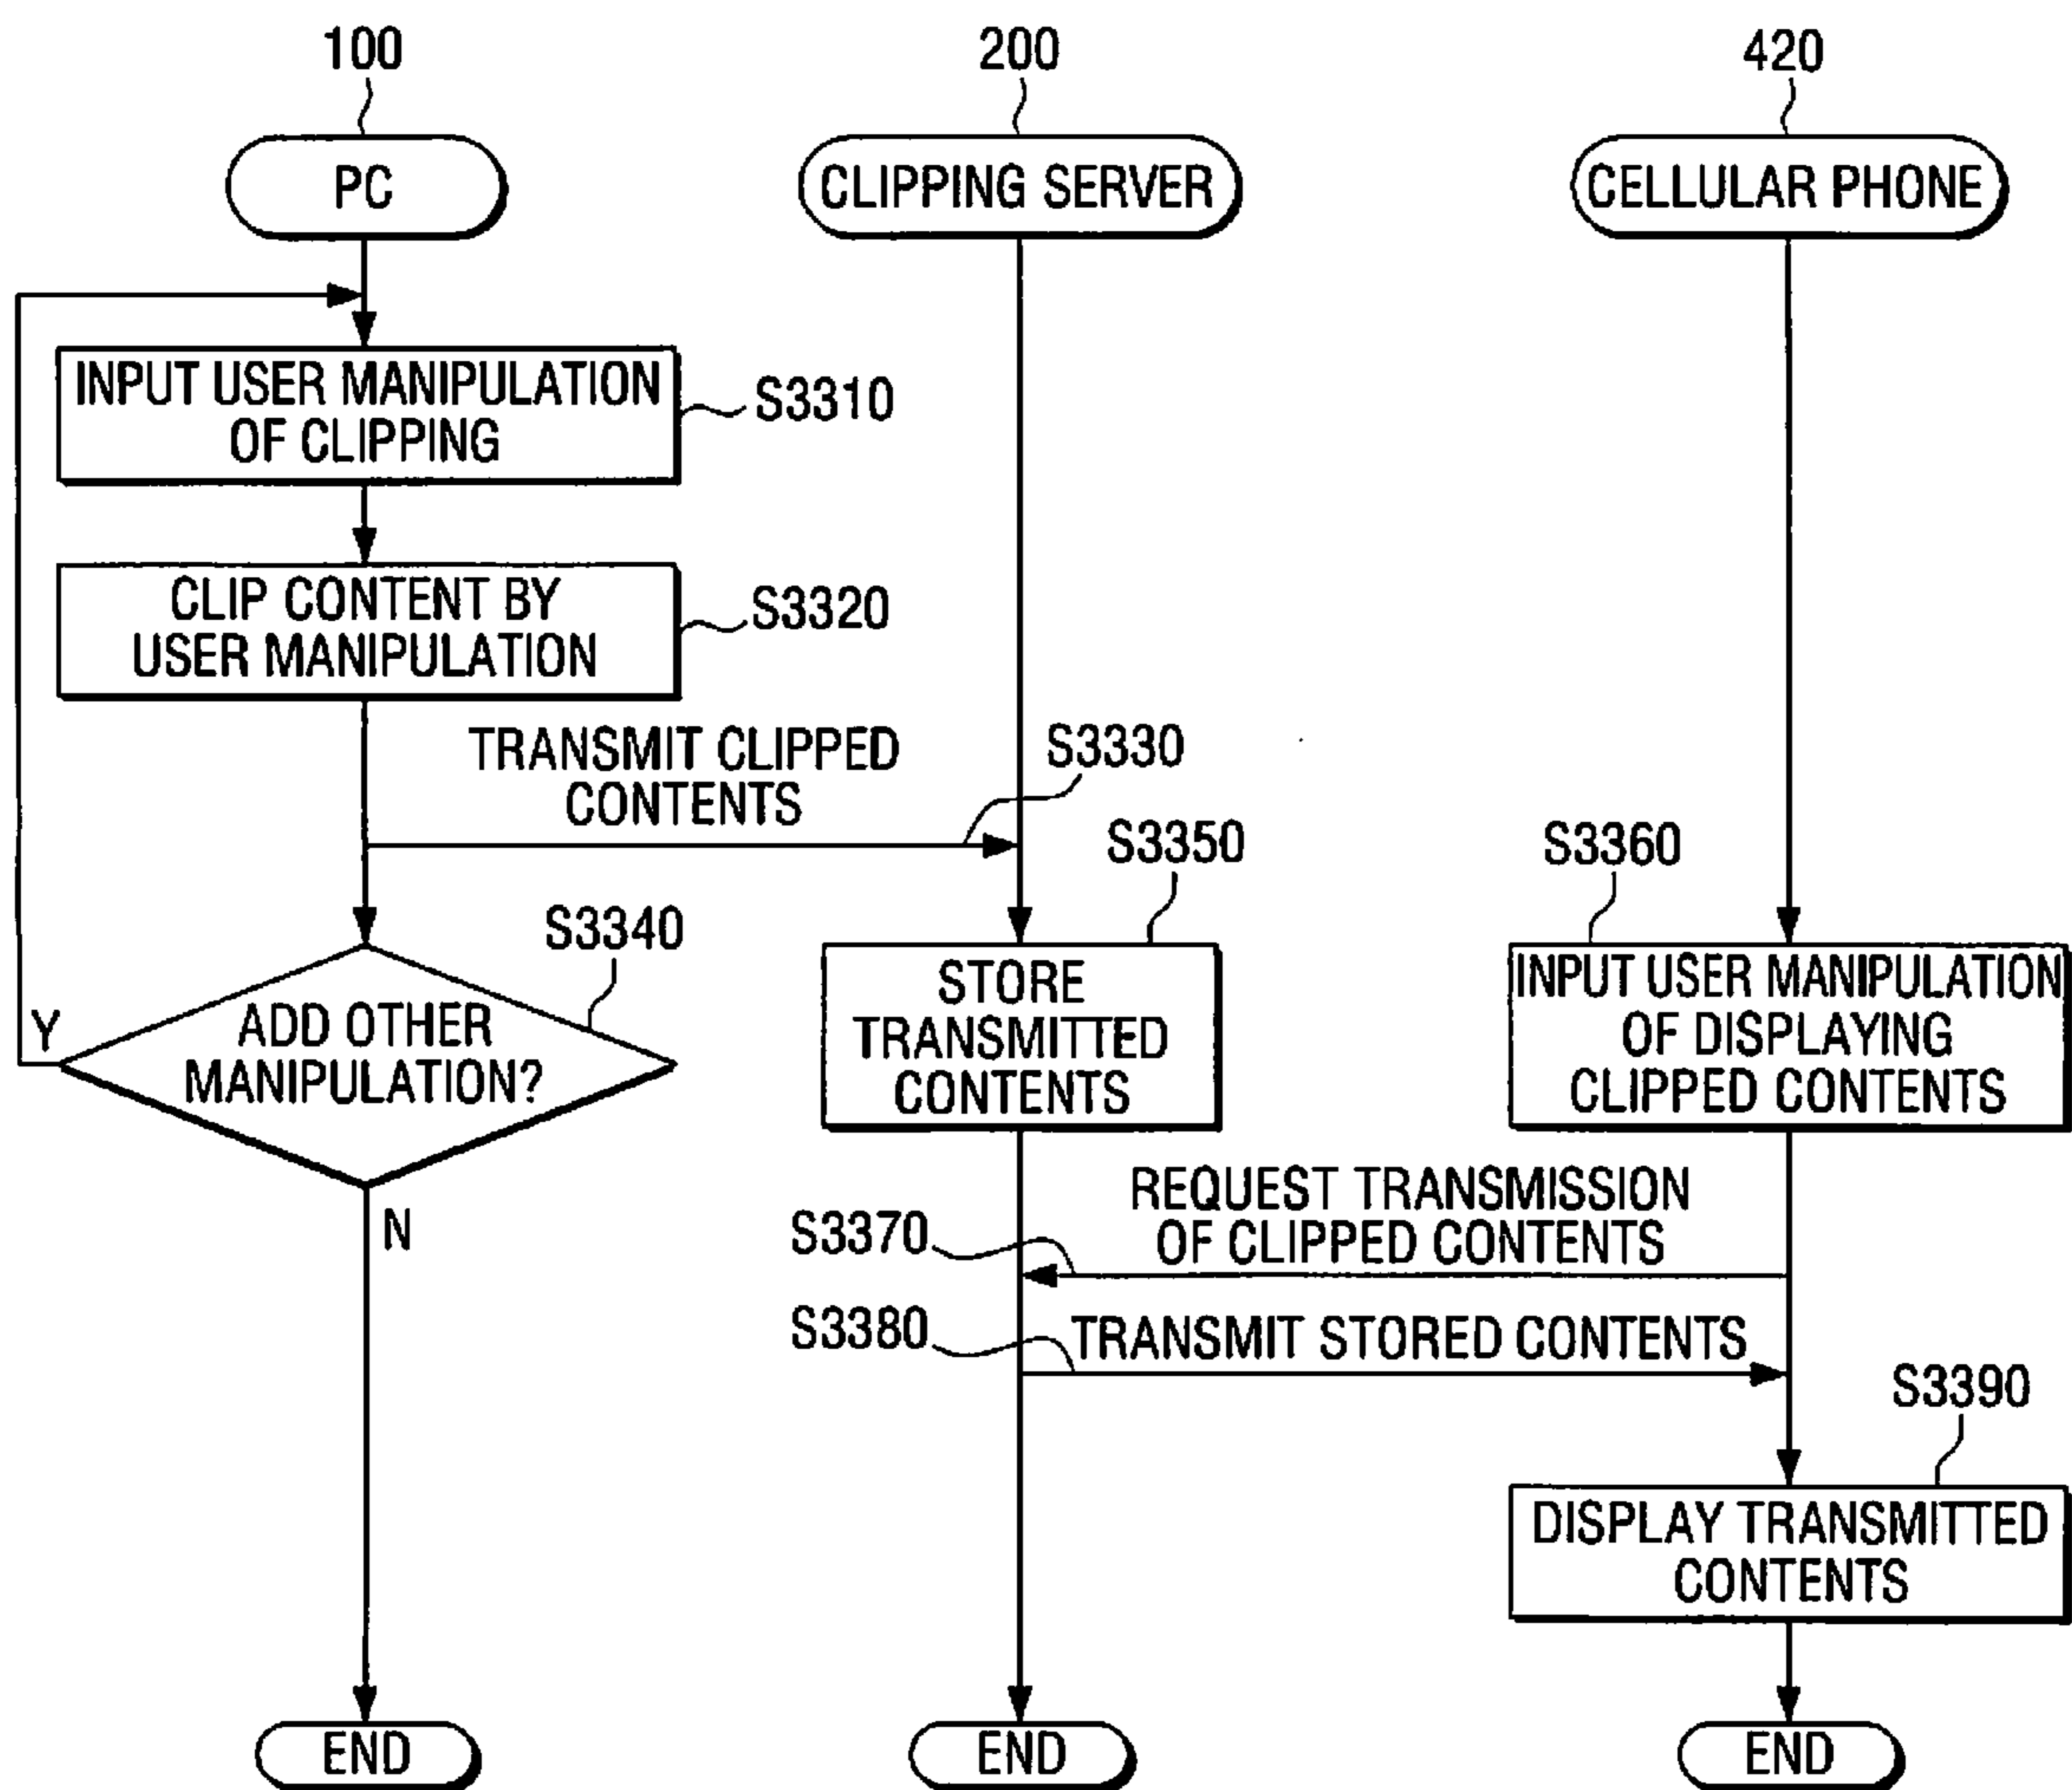 100
200
420
PC
CLIPPING SERVER
CELLULAR PHONE
INPUT USER MANIPULATION
OF CLIPPING
S3310
CLIP CONTENT BY
USER MANIPULATION
S3320
TRANSMIT CLIPPED
CONTENTS
S3330
S3340
ADD OTHER
MANIPULATION?
Y
N
S3350
STORE
TRANSMITTED
CONTENTS
S3360
INPUT USER MANIPULATION
OF DISPLAYING
CLIPPED CONTENTS
REQUEST TRANSMISSION
OF CLIPPED CONTENTS
S3370
S3380
TRANSMIT STORED CONTENTS
S3390
DISPLAY TRANSMITTED
CONTENTS
END
END
END